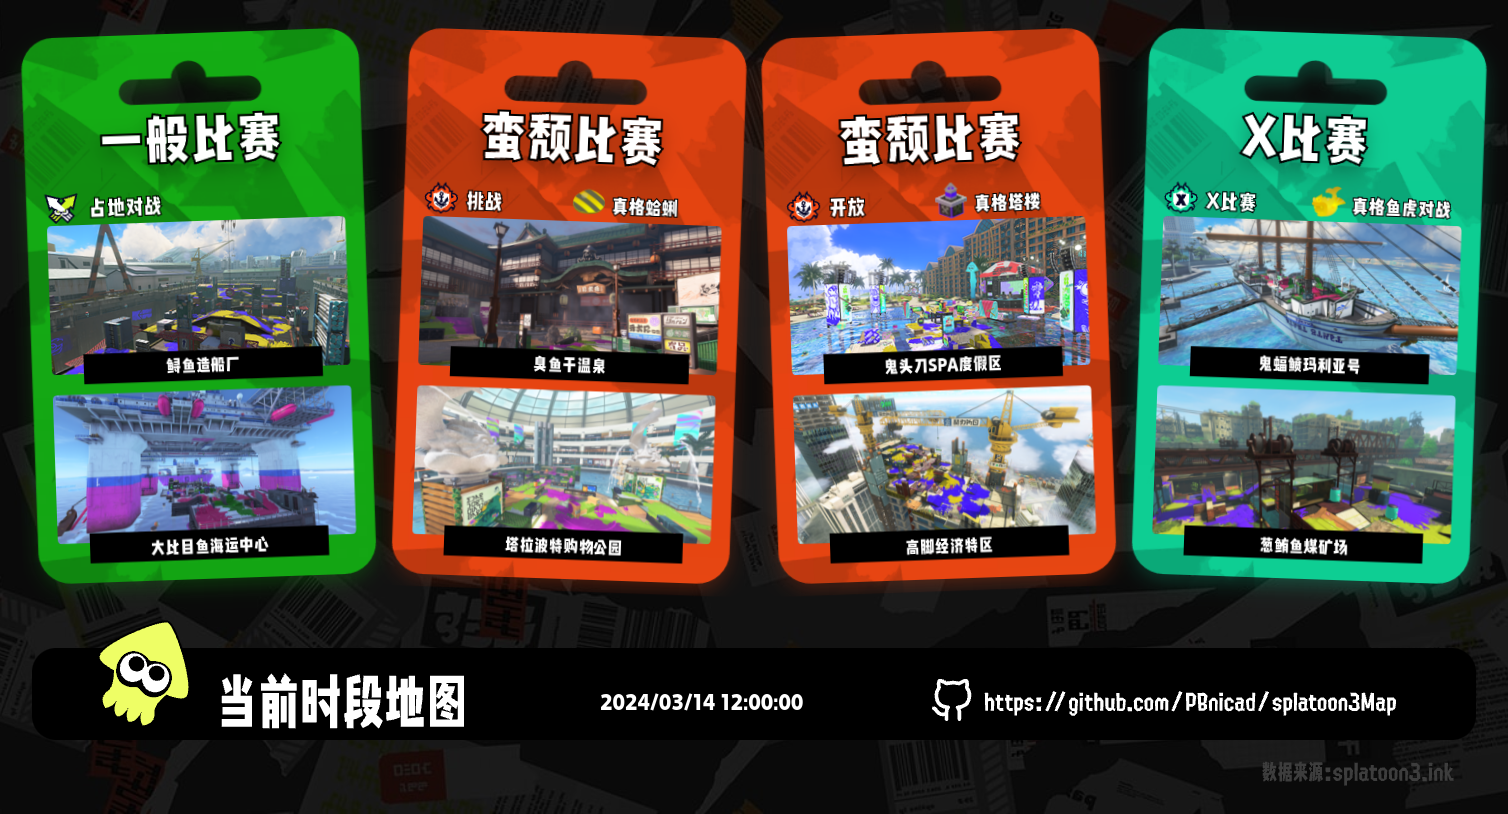 一般比赛
占地对战
鲟鱼造船厂
大比目鱼海运中心
蛮颓比赛
挑战
真格蛤蜊
臭鱼干温泉
塔拉波特购物公园
蛮颓比赛
开放
真格塔楼
鬼头刀SPA度假区
高脚经济特区
X比赛
X比赛
真格鱼虎对战
鬼蝠鲼玛利亚号
葱鲔鱼煤矿场
当前时段地图
2024/03/14 12:00:00
https://github.com/PBnicad/splatoon3Map
数据来源:splatoon3.ink